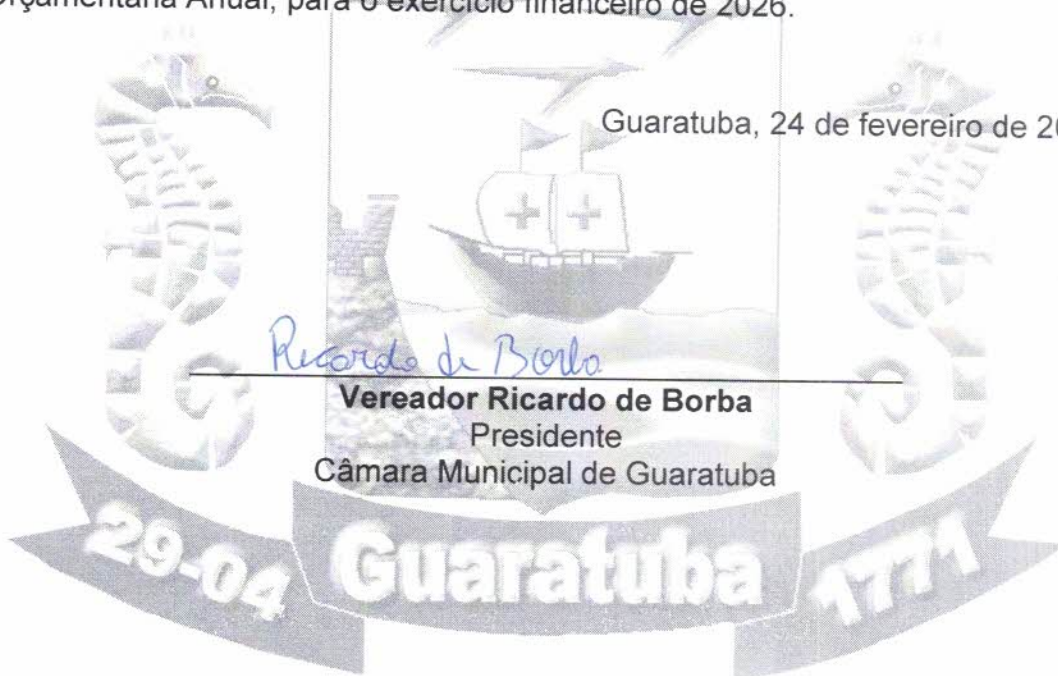 Orçamentária Anual, para o exercício financeiro de 2026.
Guaratuba, 24 de fevereiro de 20
Ricardo de Borba
Vereador Ricardo de Borba
Presidente
Câmara Municipal de Guaratuba
29-04 Guaratuba 1771